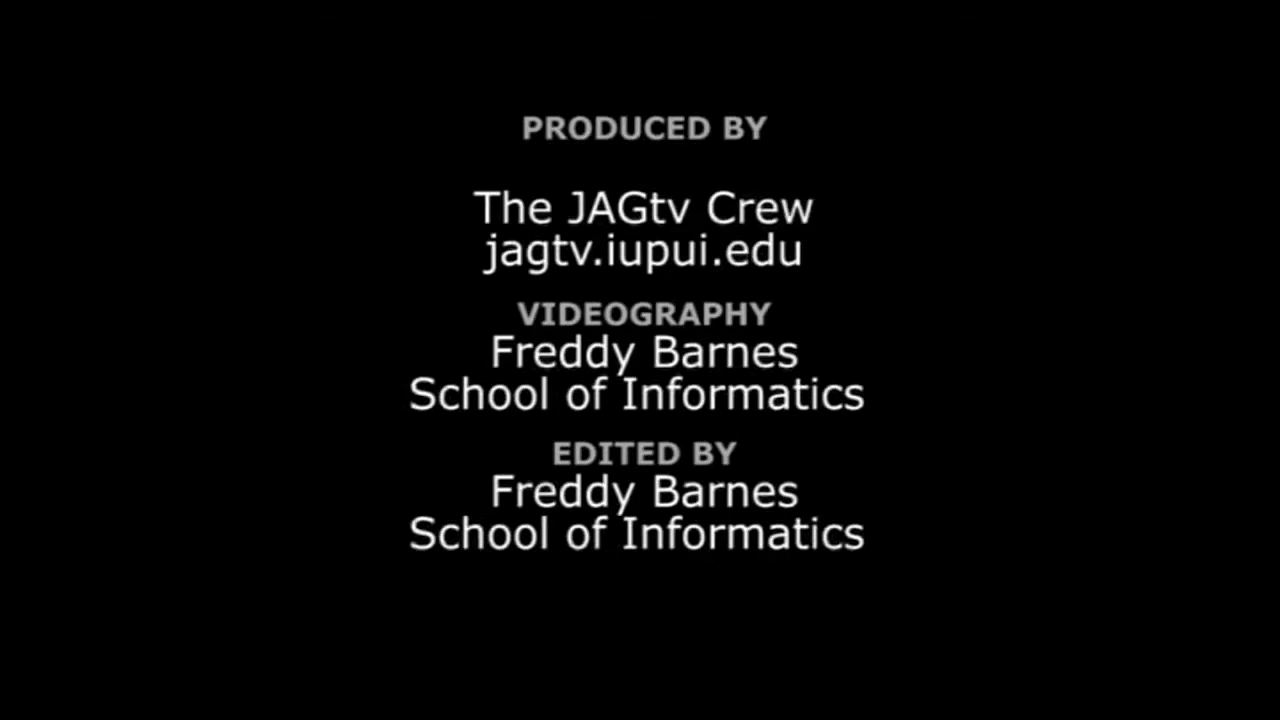 PRODUCED BY
The JAGtv Crew
jagtv.iupui.edu
VIDEOGRAPHY
Freddy Barnes
School of Informatics
EDITED BY
Freddy Barnes
School of Informatics